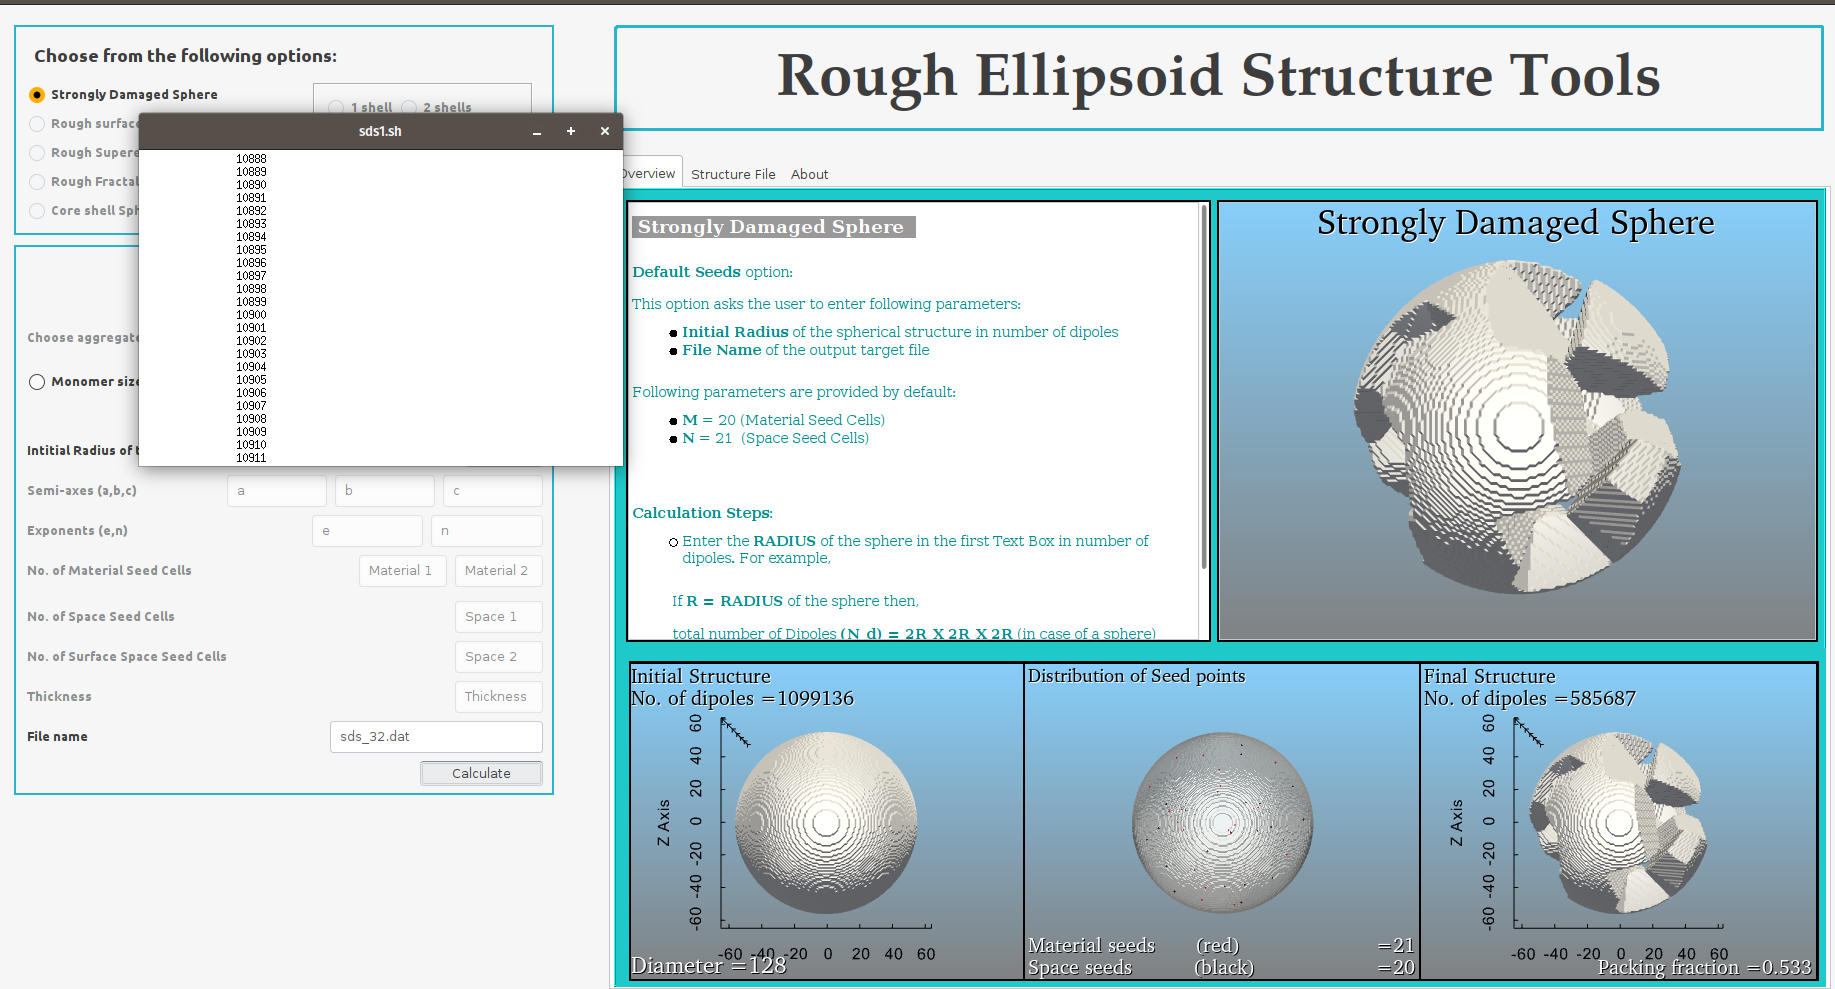 Choose from the following options:
Strongly Damaged Sphere
1 shell
2 shells
Rough surface
Rough Supere
Rough Fractal
Core shell Sph
sds1.sh
10888
10889
10890
10891
10892
10893
10894
10895
10896
10897
10898
10899
10900
10901
10902
10903
10904
10905
10906
10907
10908
10909
10910
10911
Choose aggregate
Monomer size
Intitial Radius of t
Semi-axes (a,b,c)
a
b
c
Exponents (e,n)
e
n
No. of Material Seed Cells
Material 1
Material 2
No. of Space Seed Cells
Space 1
No. of Surface Space Seed Cells
Space 2
Thickness
Thickness
File name
sds_32.dat
Calculate
Rough Ellipsoid Structure Tools
Overview
Structure File
About
Strongly Damaged Sphere
Default Seeds option:
This option asks the user to enter following parameters:
Initial Radius of the spherical structure in number of dipoles
File Name of the output target file
Following parameters are provided by default:
M = 20 (Material Seed Cells)
N = 21 (Space Seed Cells)
Calculation Steps:
Enter the RADIUS of the sphere in the first Text Box in number of
dipoles. For example,
If R = RADIUS of the sphere then,
total number of Dipoles (N_d) = 2R X 2R X 2R (in case of a sphere)
Strongly Damaged Sphere
Initial Structure
No. of dipoles =1099136
60
40
20
0
-20
-40
-60
Z Axis
-60 -40 -20 0 20 40 60
Diameter =128
Distribution of Seed points
Material seeds (red) =21
Space seeds (black) =20
Final Structure
No. of dipoles =585687
60
40
20
0
-20
-40
-60
Z Axis
-60 -40 -20 0 20 40 60
Packing fraction =0.533